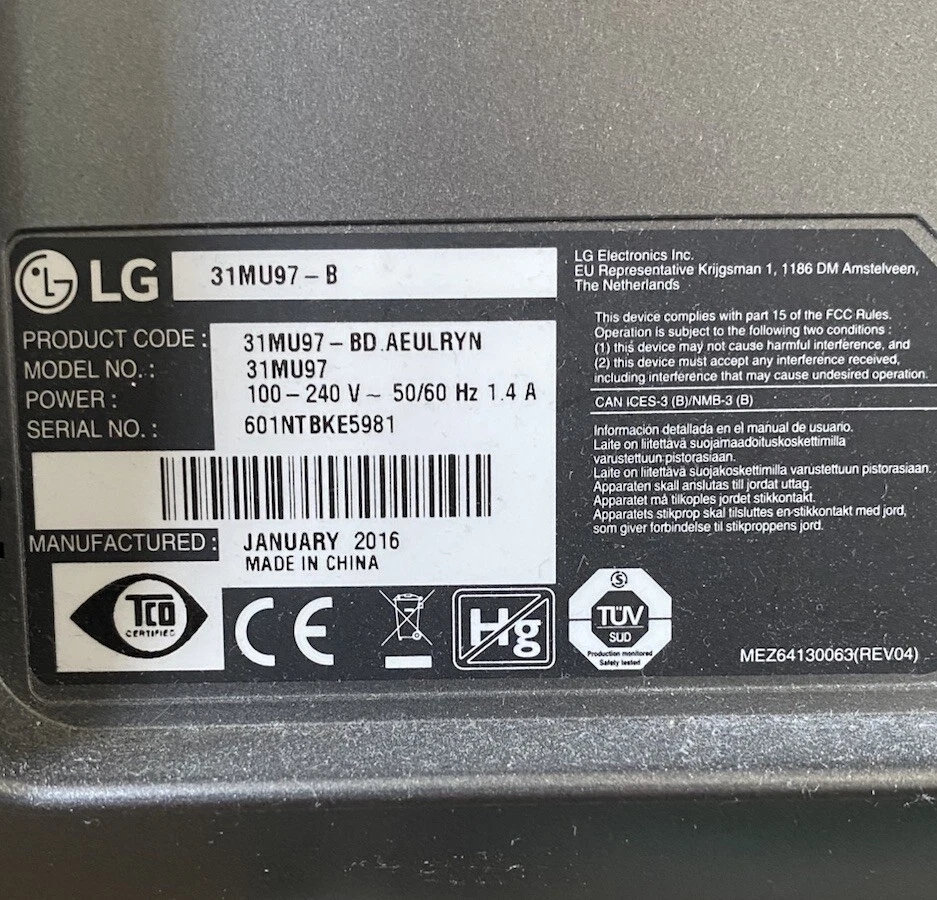 LG 31MU97 – B
PRODUCT CODE : 31MU97 – BD.AEULRYN
MODEL NO. : 31MU97
POWER : 100 – 240 V ~ 50/60 Hz 1.4 A
SERIAL NO. : 601NTBKE5981
MANUFACTURED : JANUARY 2016
MADE IN CHINA
TCO
CERTIFIED
CE
Hg
LG Electronics Inc.
EU Representative Krijgsman 1, 1186 DM Amstelveen,
The Netherlands
This device complies with part 15 of the FCC Rules.
Operation is subject to the following two conditions :
(1) this device may not cause harmful interference, and
(2) this device must accept any interference received,
including interference that may cause undesired operation.
CAN ICES-3 (B)/NMB-3 (B)
Información detallada en el mañual de usuario.
Laite on liitettävä suojamaadoituskoskettimilla
varustettuun pistorasiaan.
Laite on liitettävä suojakoskettimilla varustettuun pistorasiaan.
Apparaten skall anslutas till jordat uttag.
Apparatet må tilkoples jordet stikkontakt.
Apparatets stikprop skal tilsluttes en stikkontakt med jord,
som giver forbindelse til stikproppens jord.
S
TÜV
SUD
Production monitored
Safety tested
MEZ64130063(REV04)